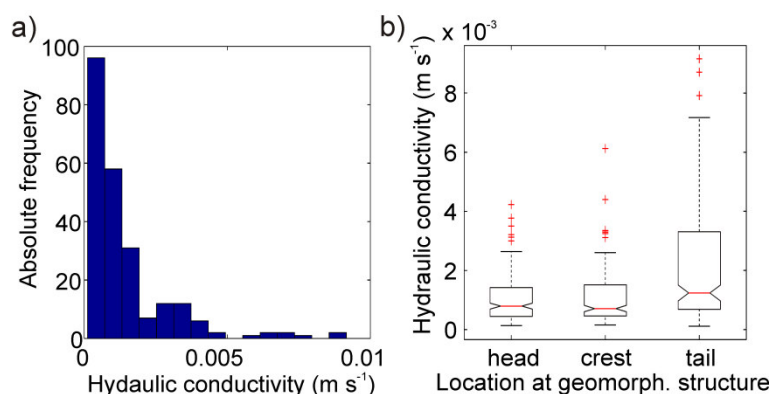 a)
100
80
60
40
20
0
Absolute frequency
0 0.005 0.01
Hydaulic conductivity (m s⁻¹)
b)
x 10⁻³
8
6
4
2
0
Hydraulic conductivity (m s⁻¹)
head crest tail
Location at geomorph. structure